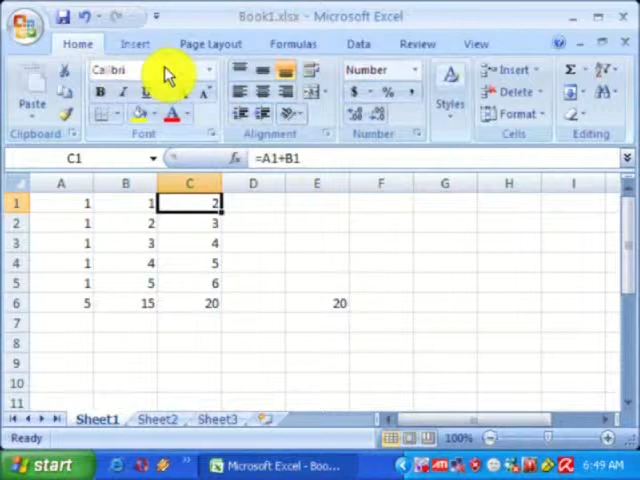 Book1.xlsx - Microsoft Excel
Home Insert Page Layout Formulas Data Review View
Calibri Number Insert
Paste B I U A $ % , Styles Delete
A Format
Clipboard Font Alignment Number Cells Editing
C1 fx =A1+B1
A B C D E F G H I
1 1 1 2
2 1 2 3
3 1 3 4
4 1 4 5
5 1 5 6
6 5 15 20 20
7
8
9
10
11
Sheet1 Sheet2 Sheet3
Ready 100%
start Microsoft Excel - Boo... 6:49 AM